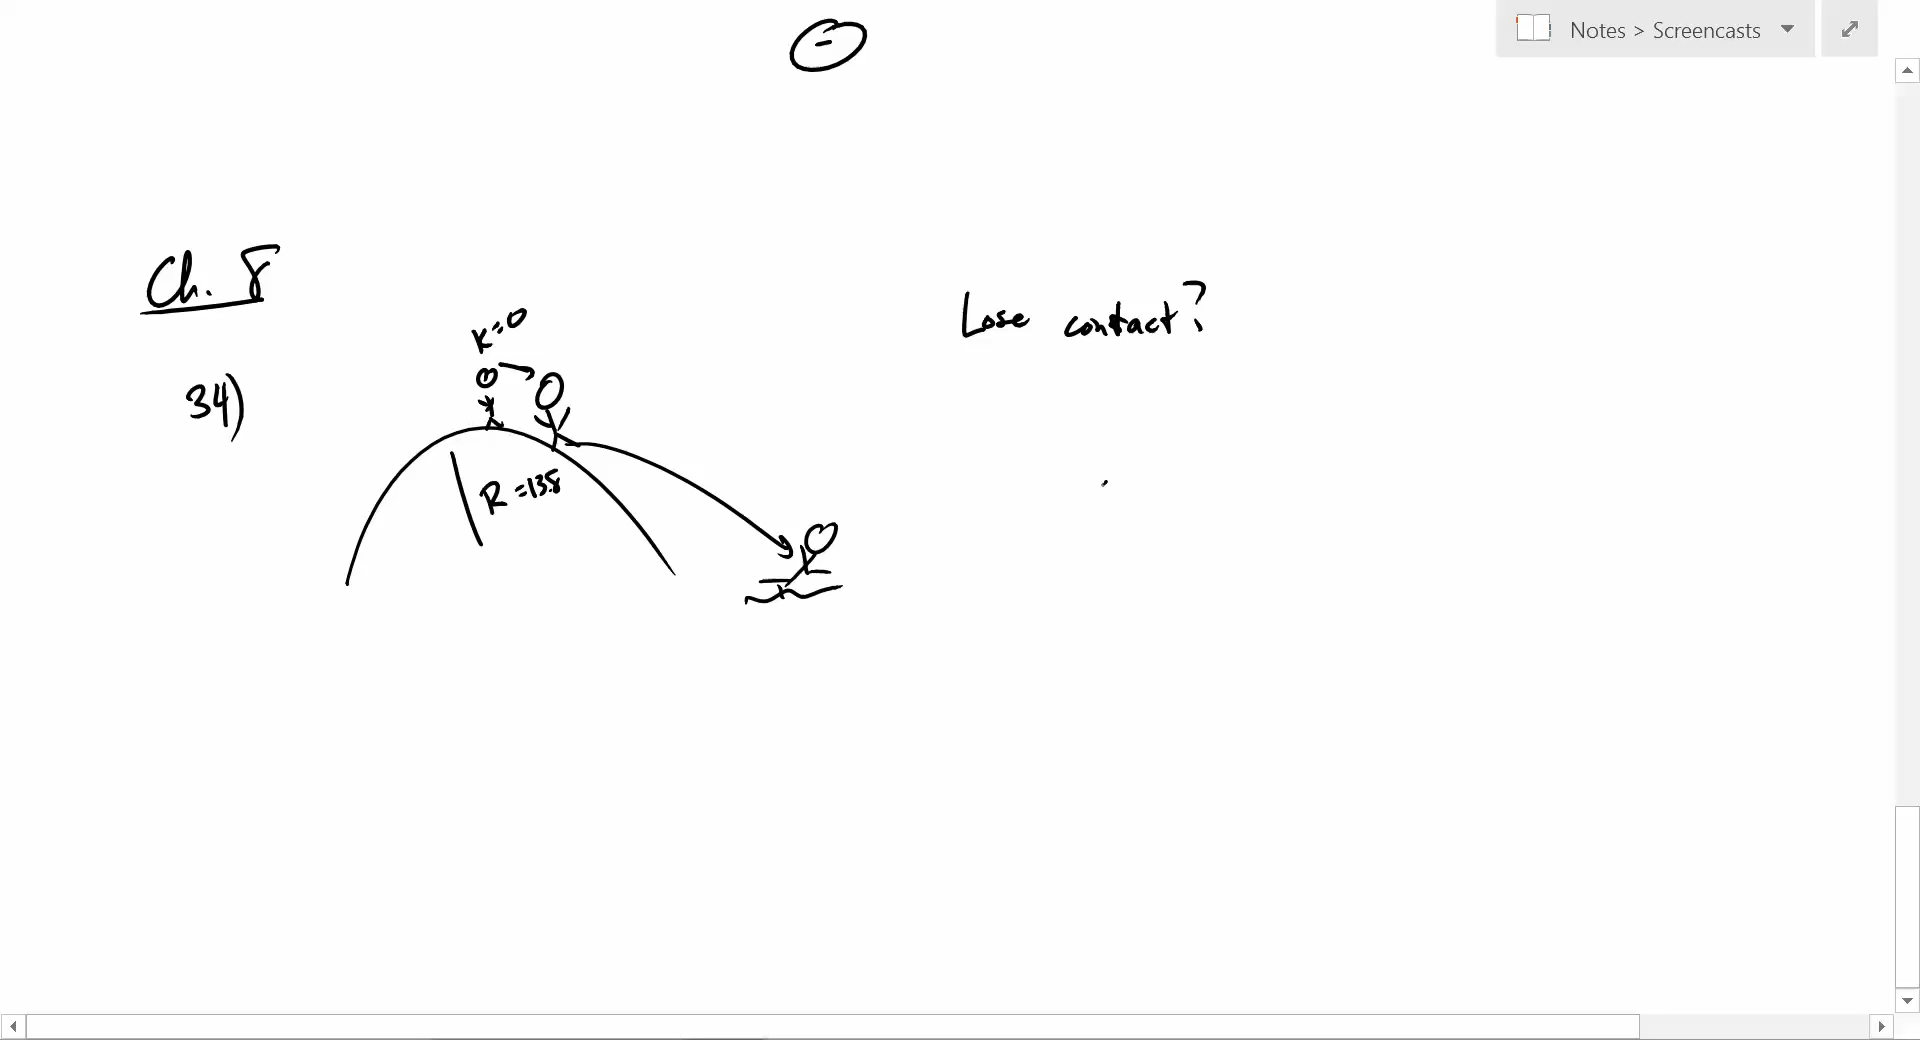 Notes > Screencasts
Ch. 8
Lose contact?
K=0
34)
R=13.8